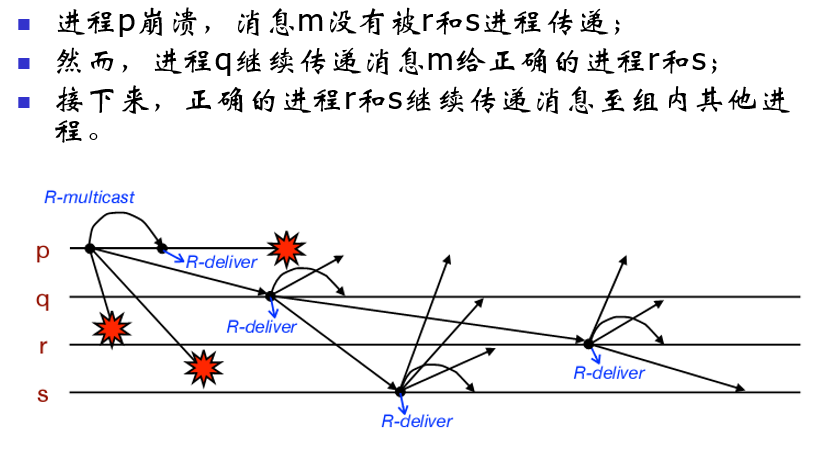 进程p崩溃，消息m没有被r和s进程传递；
然而，进程q继续传递消息m给正确的进程r和s；
接下来，正确的进程r和s继续传递消息至组内其他进
程。
R-multicast
p
R-deliver
q
R-deliver
r
R-deliver
s
R-deliver